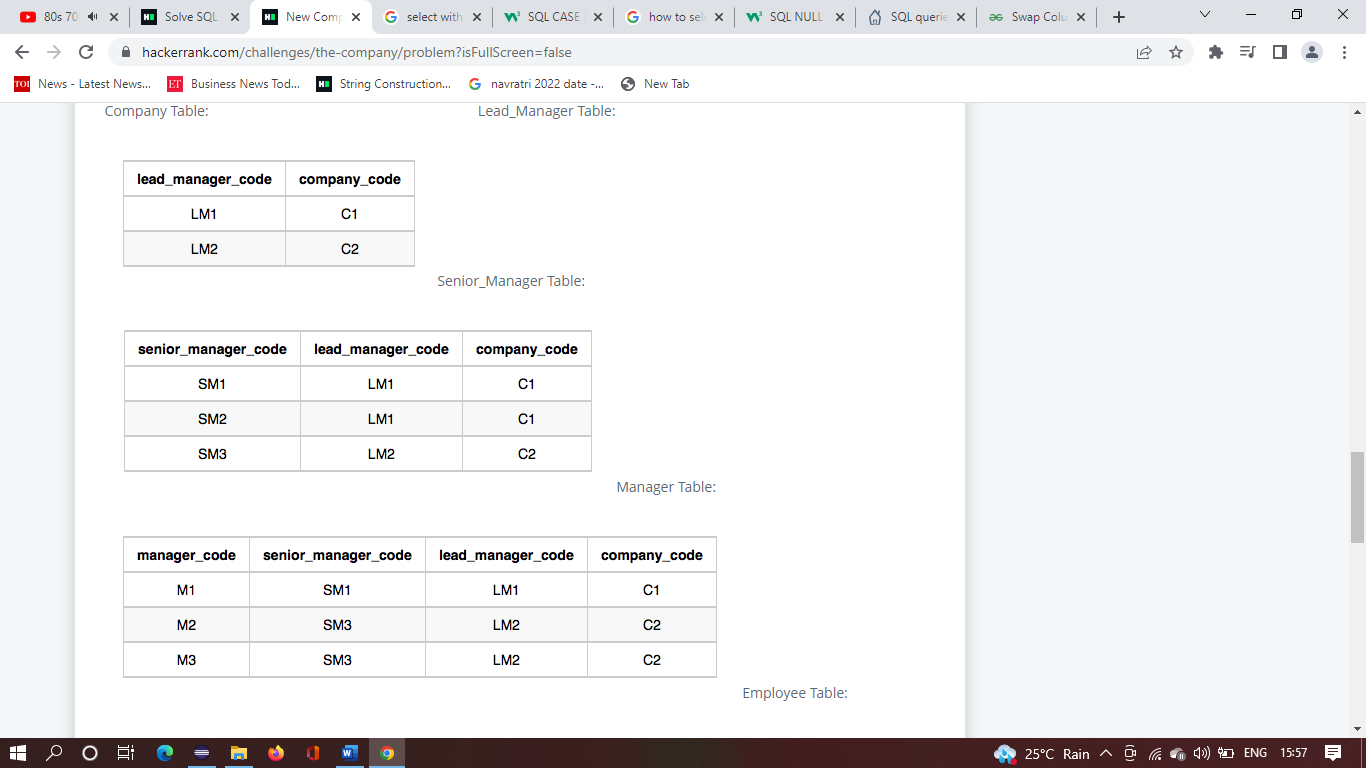 80s 70
Solve SQL
New Comp
select with
SQL CASE
how to sel
SQL NULL
SQL querie
Swap Colu
hackerrank.com/challenges/the-company/problem?isFullScreen=false
TOI News - Latest News...
ET Business News Tod...
String Construction...
navratri 2022 date -...
New Tab
Company Table:
Lead_Manager Table:
lead_manager_code company_code
LM1 C1
LM2 C2
Senior_Manager Table:
senior_manager_code lead_manager_code company_code
SM1 LM1 C1
SM2 LM1 C1
SM3 LM2 C2
Manager Table:
manager_code senior_manager_code lead_manager_code company_code
M1 SM1 LM1 C1
M2 SM3 LM2 C2
M3 SM3 LM2 C2
Employee Table:
25°C Rain ENG 15:57